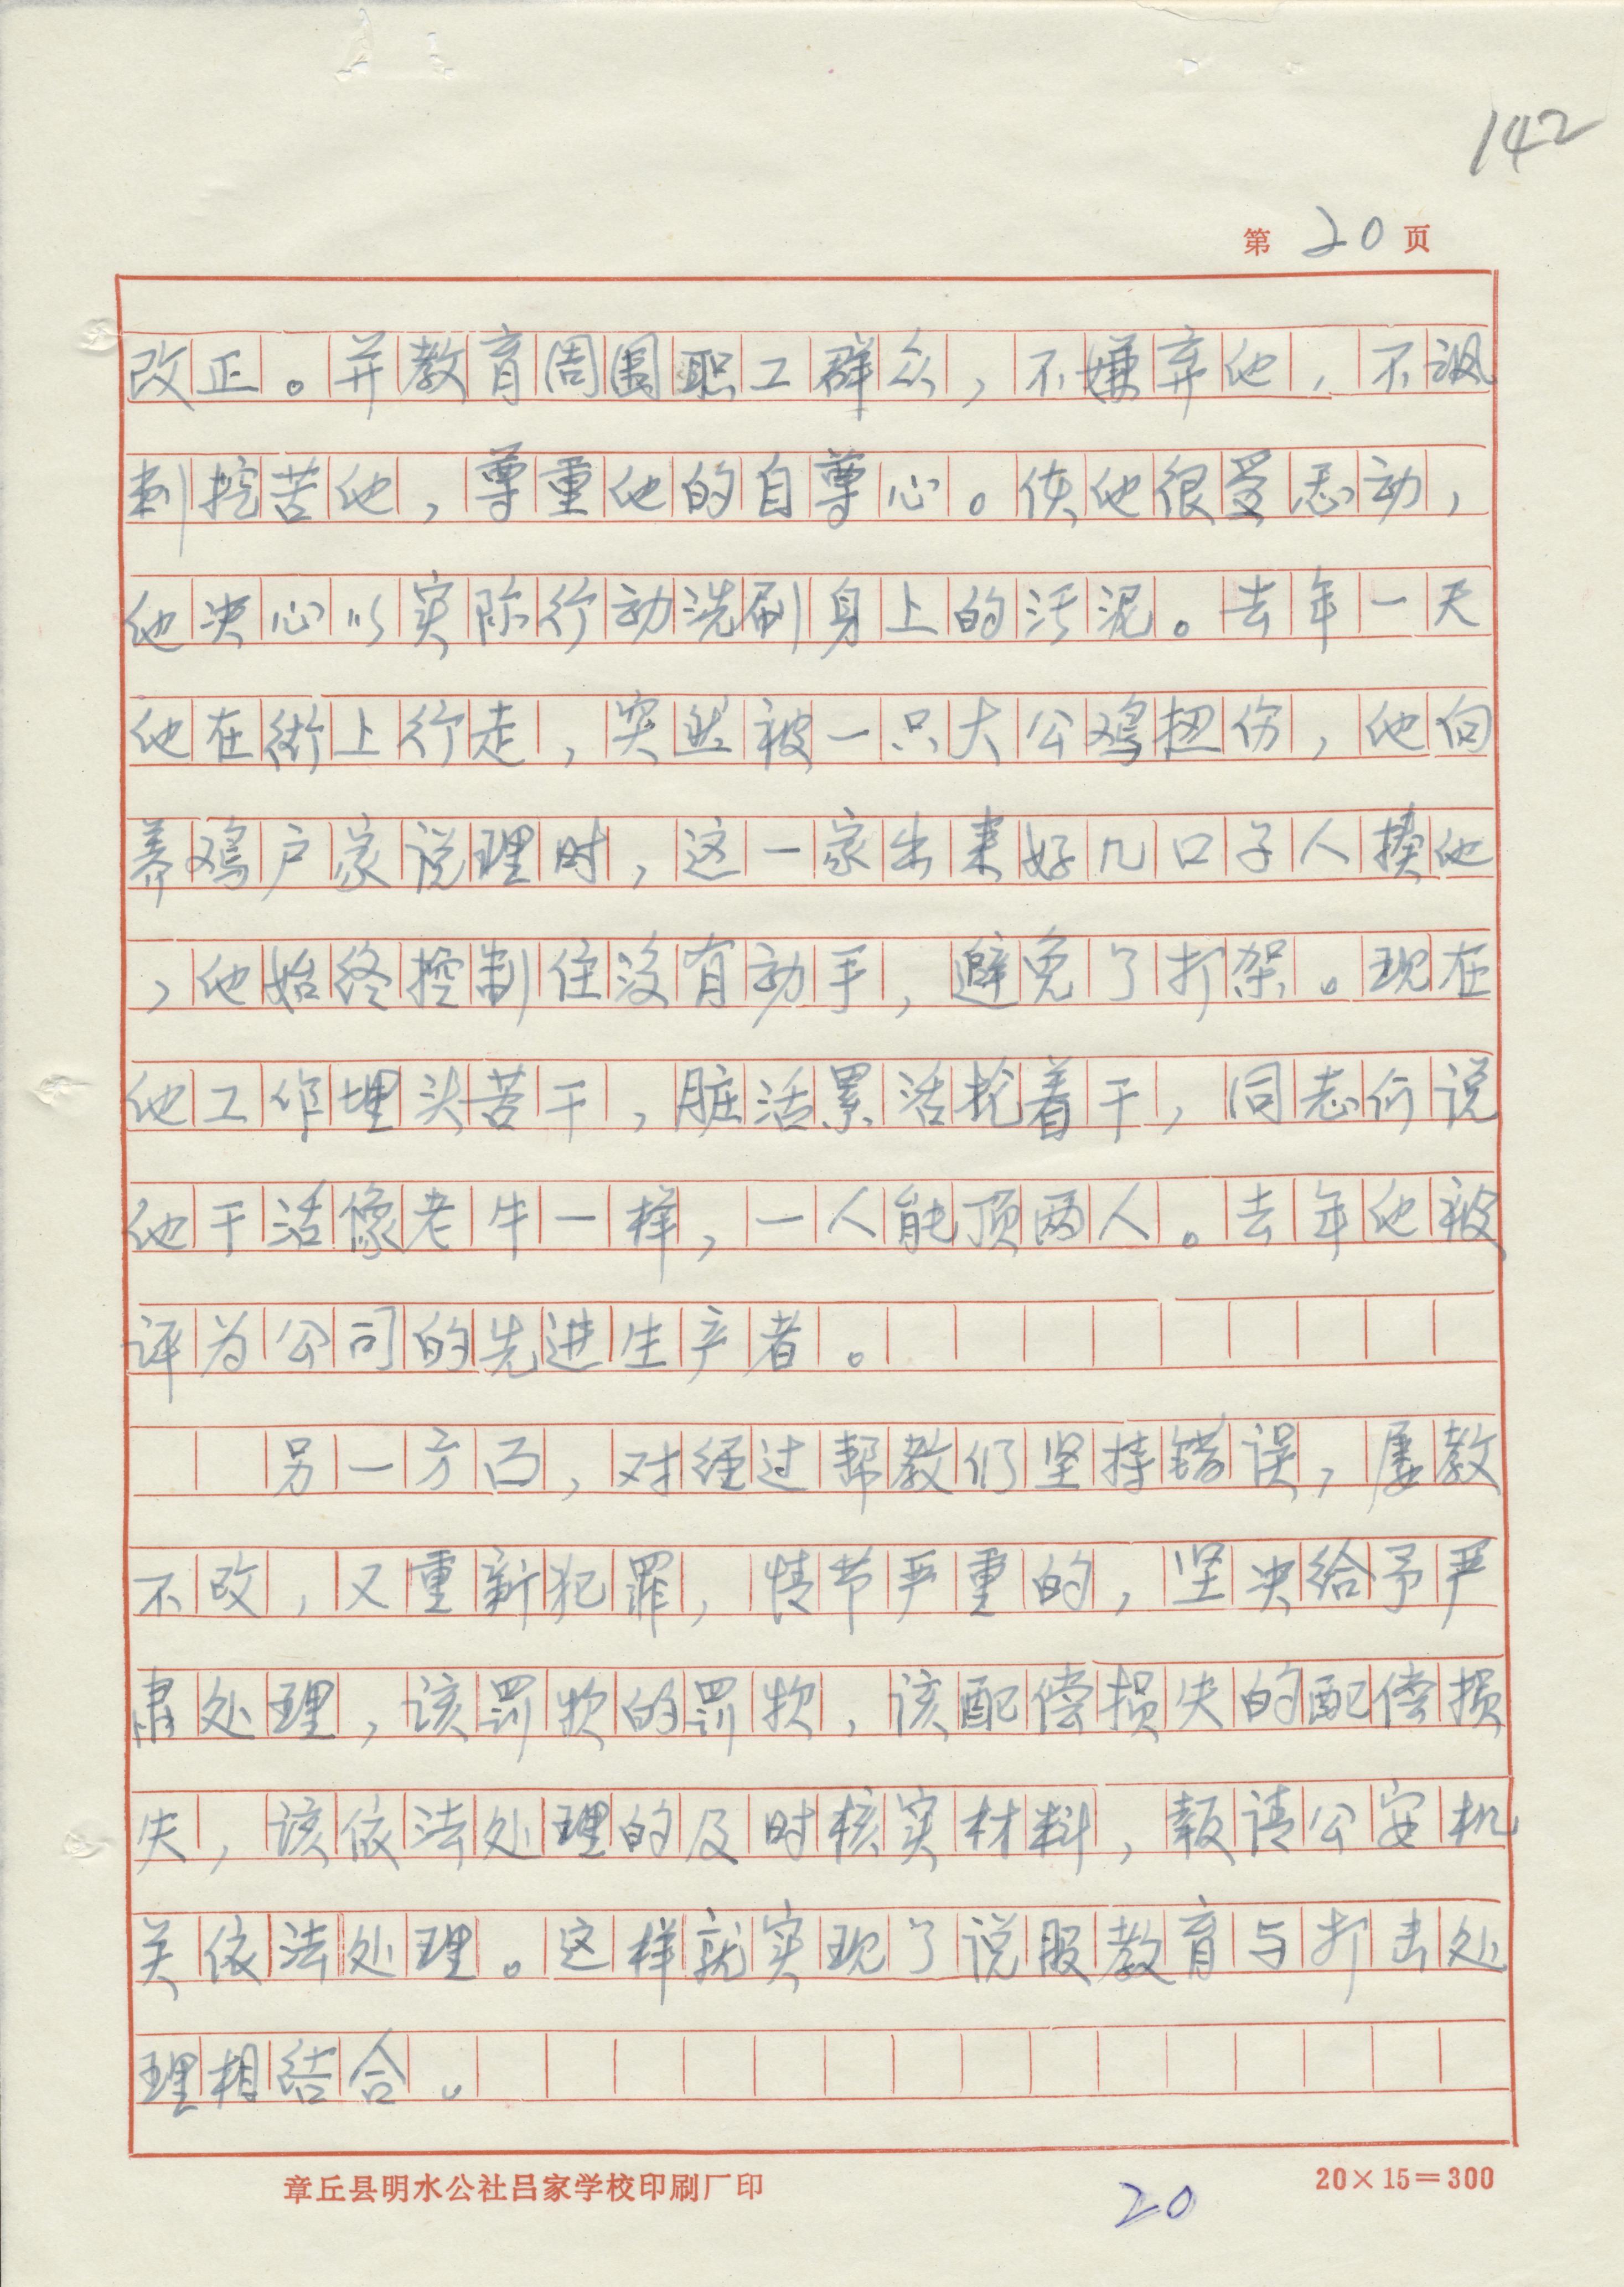 142
第 20 页
改正。并教育周围职工群众，不嫌弃他，不讽
刺挖苦他，尊重他的自尊心。使他很受感动，
他决心以实际行动洗刷身上的污泥。去年一天
他在街上行走，突然被一只大公鸡扭伤，他向
养鸡户家说理时，这一家出来好几口子人揍他
，他始终控制住没有动手，避免了打架。现在
他工作埋头苦干，脏活累活抢着干，同志们说
他干活像老牛一样，一人能顶两人。去年他被
评为公司的先进生产者。
另一方面，对经过帮教仍坚持错误，屡教
不改，又重新犯罪，情节严重的，坚决给予严
肃处理，该罚款的罚款，该配偿损失的配偿损
失，该依法处理的及时核实材料，报请公安机
关依法处理。这样就实现了说服教育与打击处
理相结合。
章丘县明水公社吕家学校印刷厂印 20×15=300
20